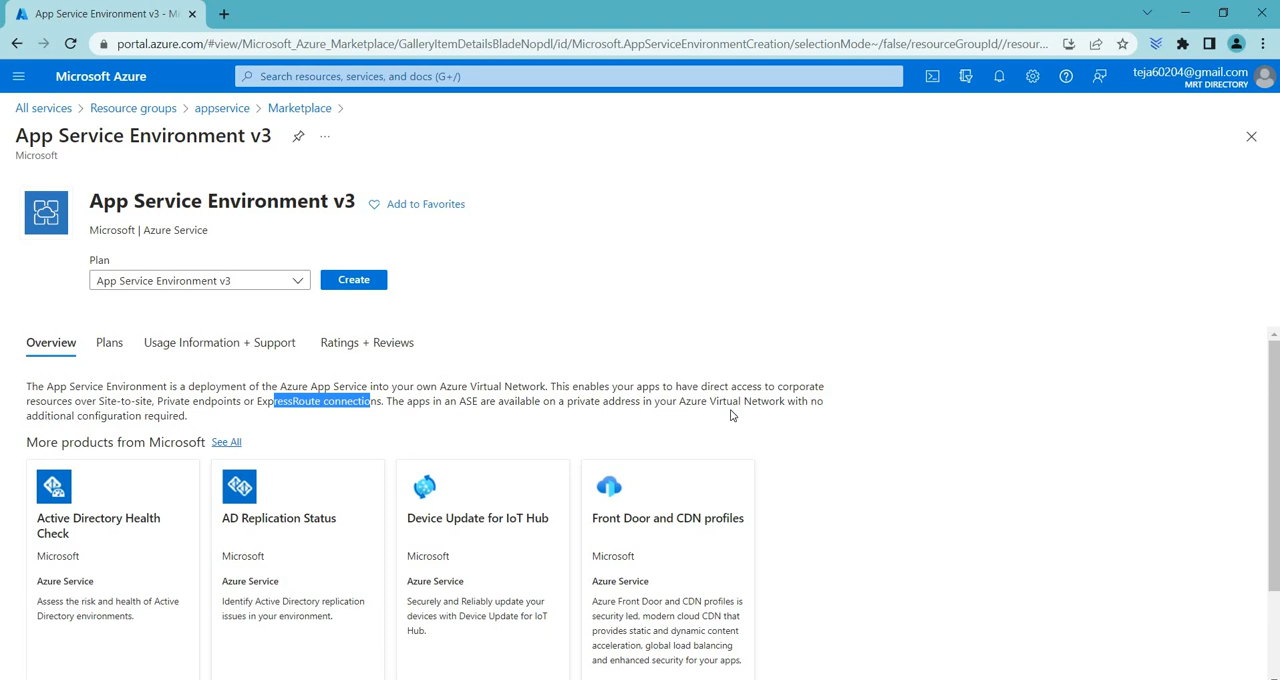 App Service Environment v3 - Mi
portal.azure.com/#view/Microsoft_Azure_Marketplace/GalleryItemDetailsBladeNopdl/id/Microsoft.AppServiceEnvironmentCreation/selectionMode~/false/resourceGroupId//resour...
Microsoft Azure
Search resources, services, and docs (G+/)
teja60204@gmail.com
MRT DIRECTORY
All services > Resource groups > appservice > Marketplace >
App Service Environment v3 ...
Microsoft
App Service Environment v3
Add to Favorites
Microsoft | Azure Service
Plan
App Service Environment v3
Create
Overview Plans Usage Information + Support Ratings + Reviews
The App Service Environment is a deployment of the Azure App Service into your own Azure Virtual Network. This enables your apps to have direct access to corporate
resources over Site-to-site, Private endpoints or ExpressRoute connections. The apps in an ASE are available on a private address in your Azure Virtual Network with no
additional configuration required.
More products from Microsoft See All
Active Directory Health
Check
Microsoft
Azure Service
Assess the risk and health of Active
Directory environments.
AD Replication Status
Microsoft
Azure Service
Identify Active Directory replication
issues in your environment.
Device Update for IoT Hub
Microsoft
Azure Service
Securely and Reliably update your
devices with Device Update for IoT
Hub.
Front Door and CDN profiles
Microsoft
Azure Service
Azure Front Door and CDN profiles is
security led, modern cloud CDN that
provides static and dynamic content
acceleration, global load balancing
and enhanced security for your apps.